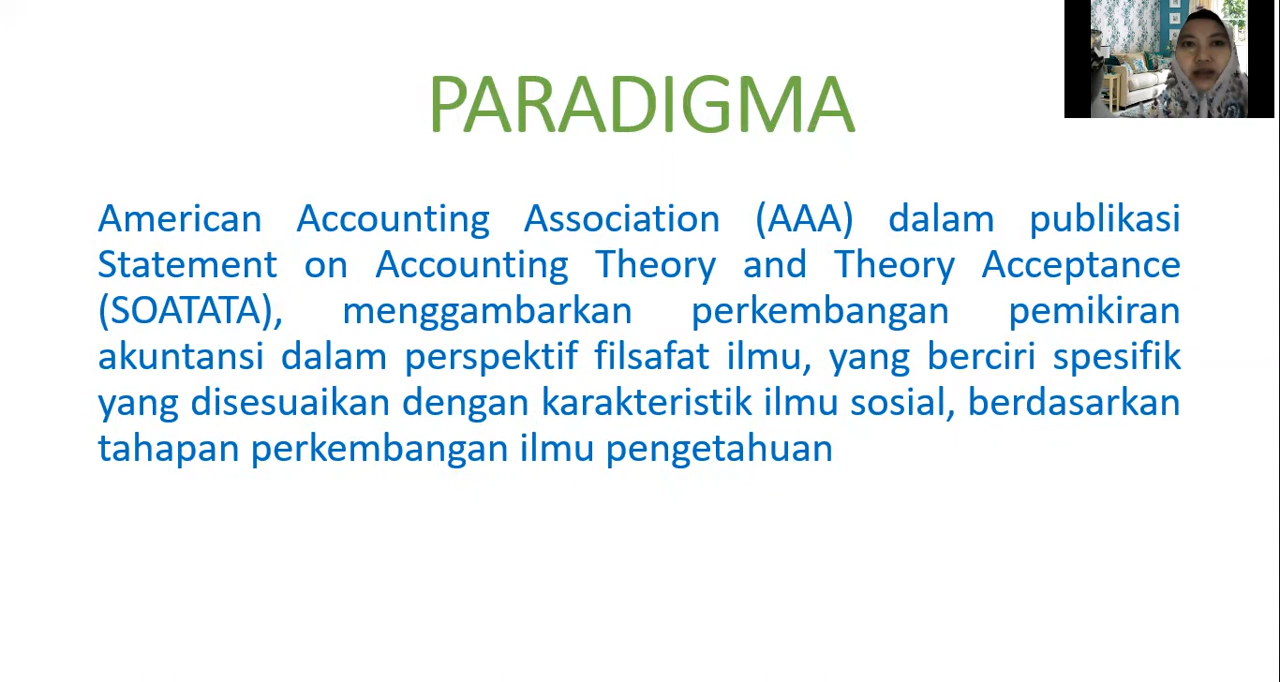 PARADIGMA
American Accounting Association (AAA) dalam publikasi
Statement on Accounting Theory and Theory Acceptance
(SOATATA), menggambarkan perkembangan pemikiran
akuntansi dalam perspektif filsafat ilmu, yang berciri spesifik
yang disesuaikan dengan karakteristik ilmu sosial, berdasarkan
tahapan perkembangan ilmu pengetahuan